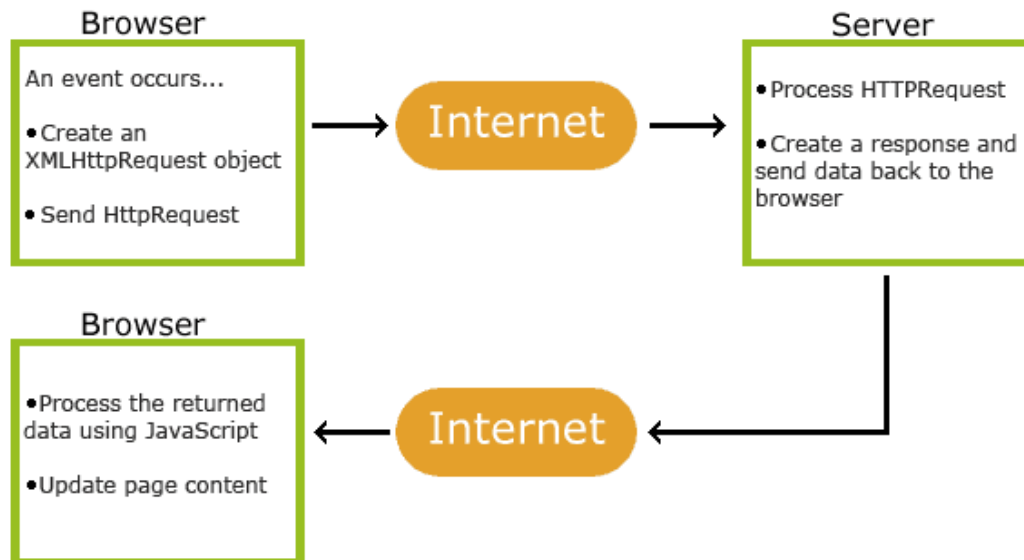 Browser
An event occurs...
•Create an
XMLHttpRequest object
• Send HttpRequest
Internet
Server
•Process HTTPRequest
•Create a response and
send data back to the
browser
Browser
•Process the returned
data using JavaScript
•Update page content
Internet